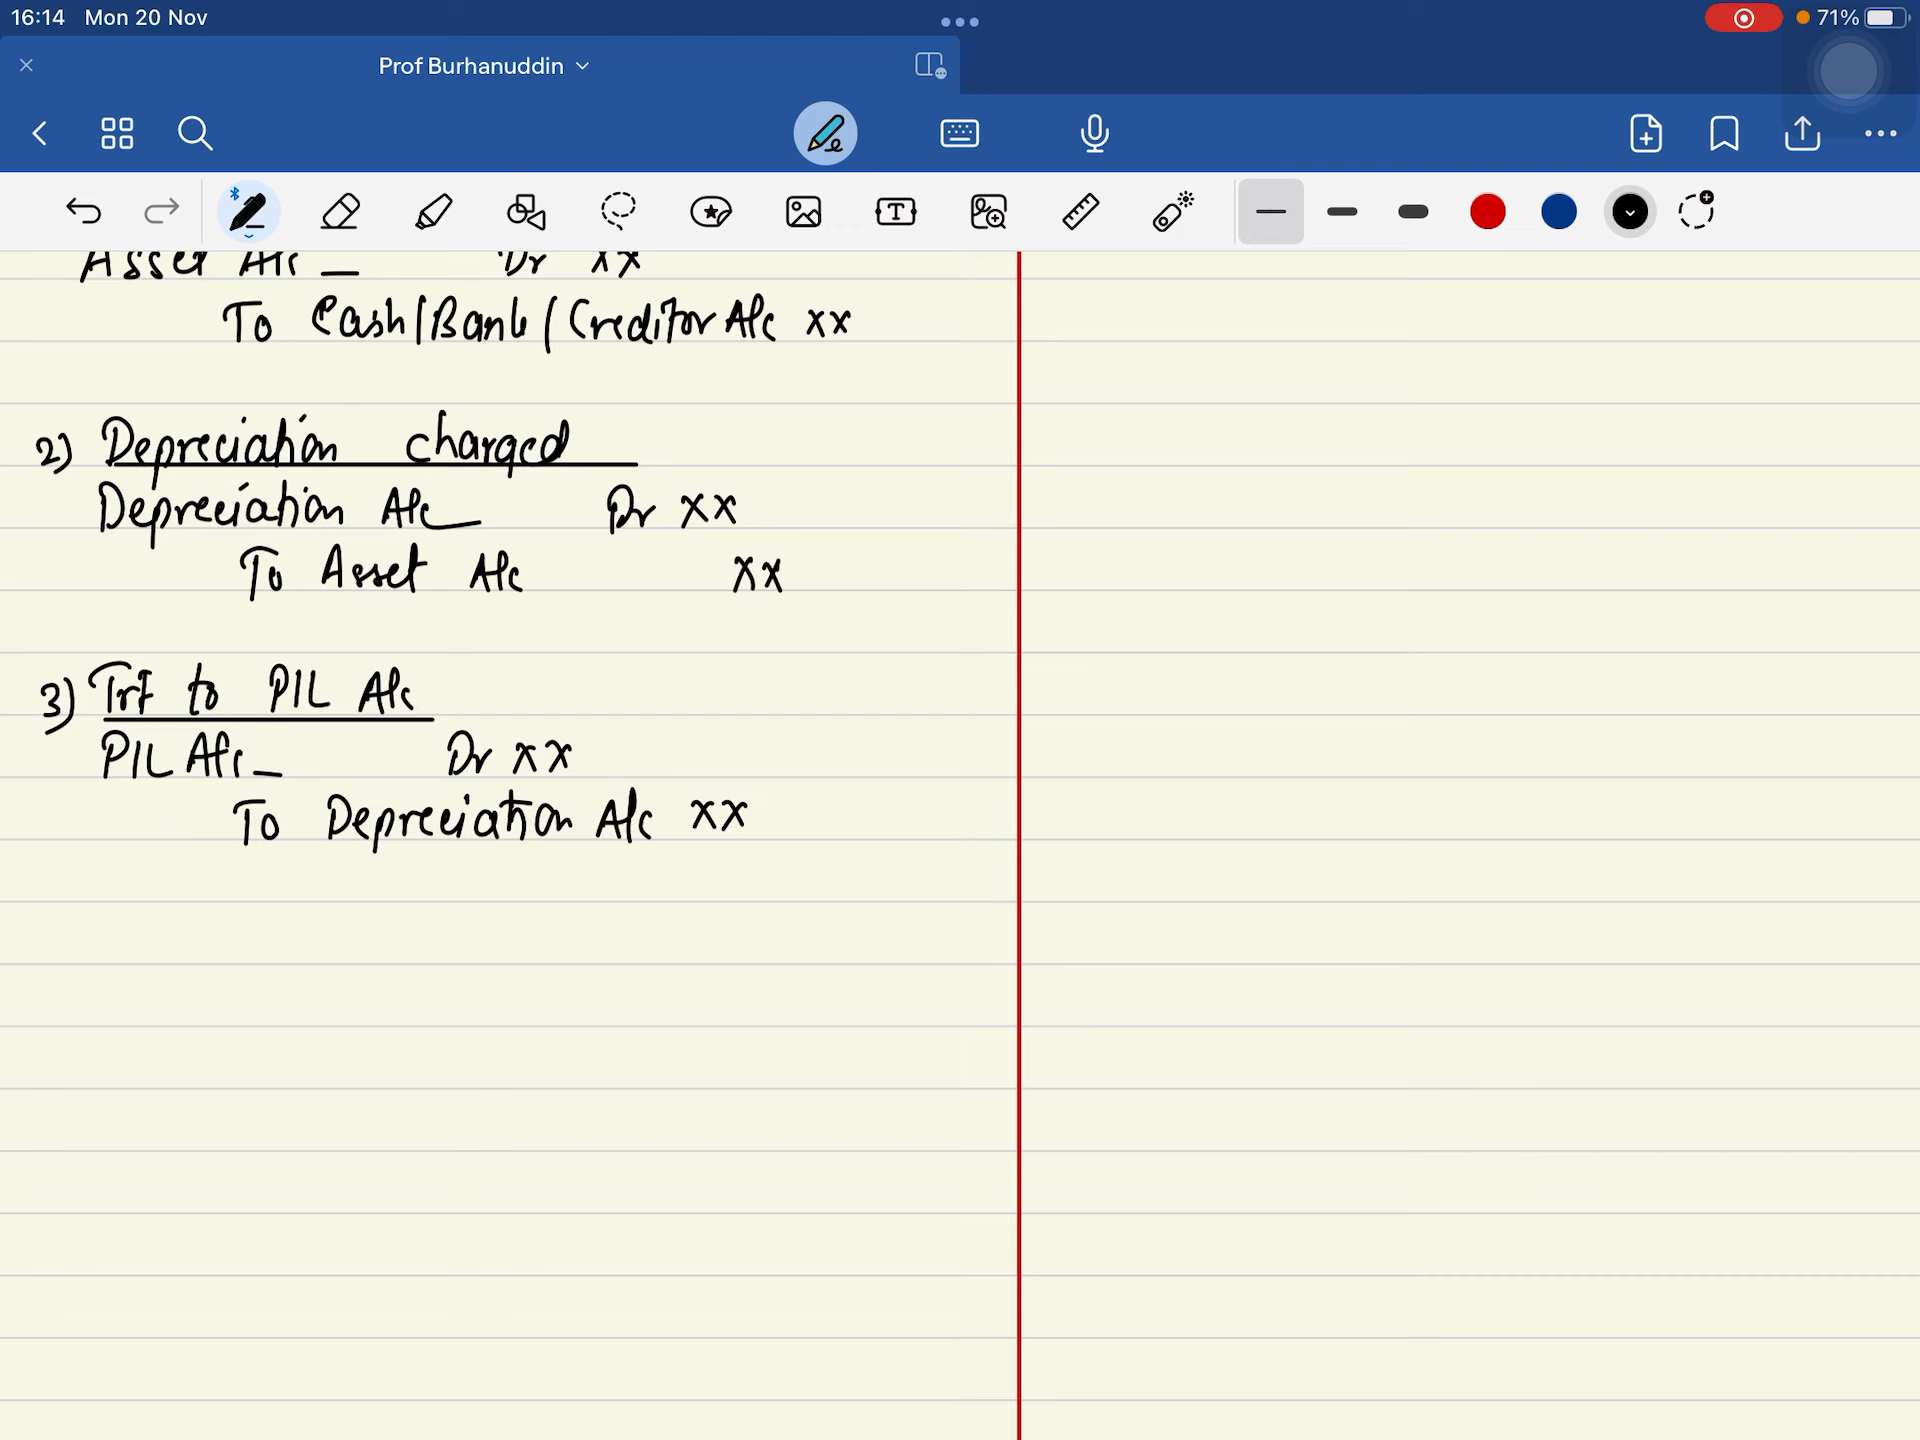 16:14 Mon 20 Nov
71%
Prof Burhanuddin
Asset A/c _ Dr xx
To Cash/Bank/Creditor A/c xx
2) Depreciation charged
Depreciation A/c Dr xx
To Asset A/c xx
3) Trf to P/L A/c
P/L A/c _ Dr xx
To Depreciation A/c xx